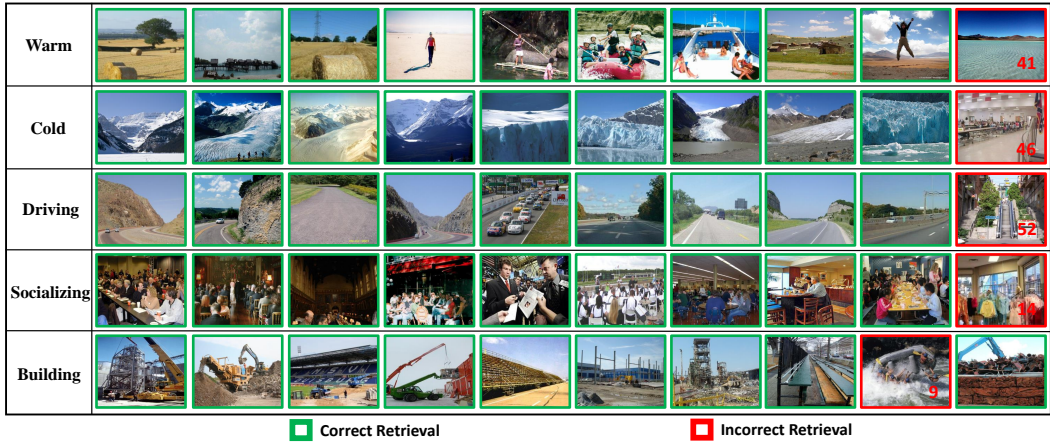 Warm
41
Cold
46
Driving
52
Socializing
Building
9
Correct Retrieval
Incorrect Retrieval